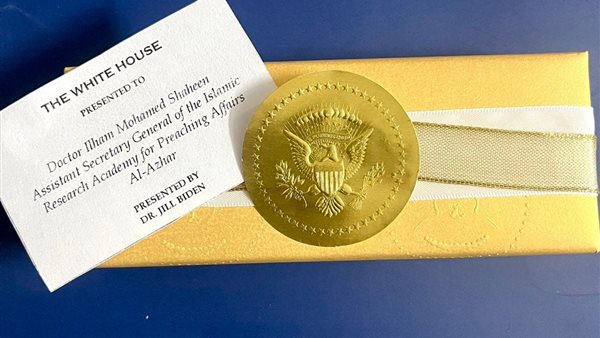 THE WHITE HOUSE
PRESENTED TO
Doctor Ilham Mohamed Shaheen
Assistant Secretary General of the Islamic
Research Academy for Preaching Affairs
Al-Azhar
PRESENTED BY
DR. JILL BIDEN